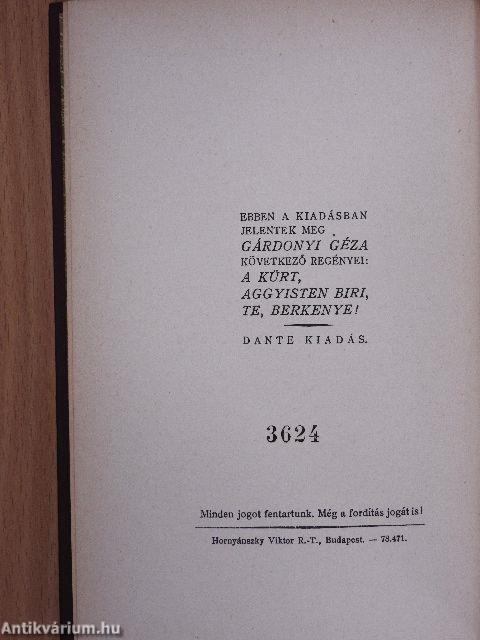 EBBEN A KIADÁSBAN
JELENTEK MEG
GÁRDONYI GÉZA
KÖVETKEZŐ REGÉNYEI:
A KÜRT,
AGGYISTEN BIRI,
TE, BERKENYE!
DANTE KIADÁS.
3624
Minden jogot fentartunk. Még a fordítás jogát is!
Hornyánszky Viktor R.-T., Budapest. — 78.471.
Antikvárium.hu